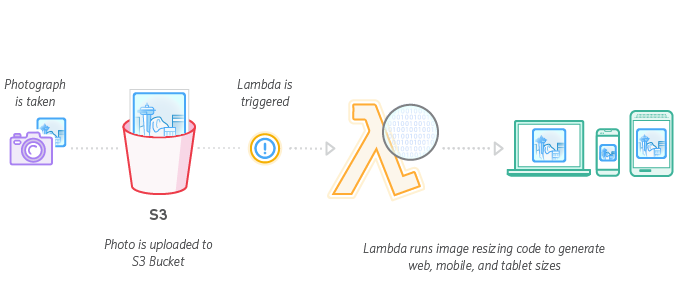 Photograph
is taken
Lambda is
triggered
S3
Photo is uploaded to
S3 Bucket
Lambda runs image resizing code to generate
web, mobile, and tablet sizes